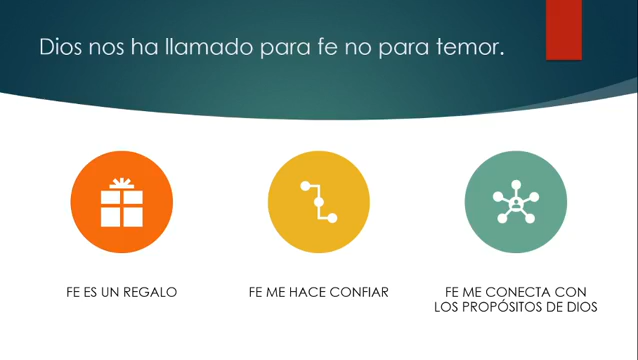 Dios nos ha llamado para fe no para temor.
FE ES UN REGALO
FE ME HACE CONFIAR
FE ME CONECTA CON
LOS PROPÓSITOS DE DIOS